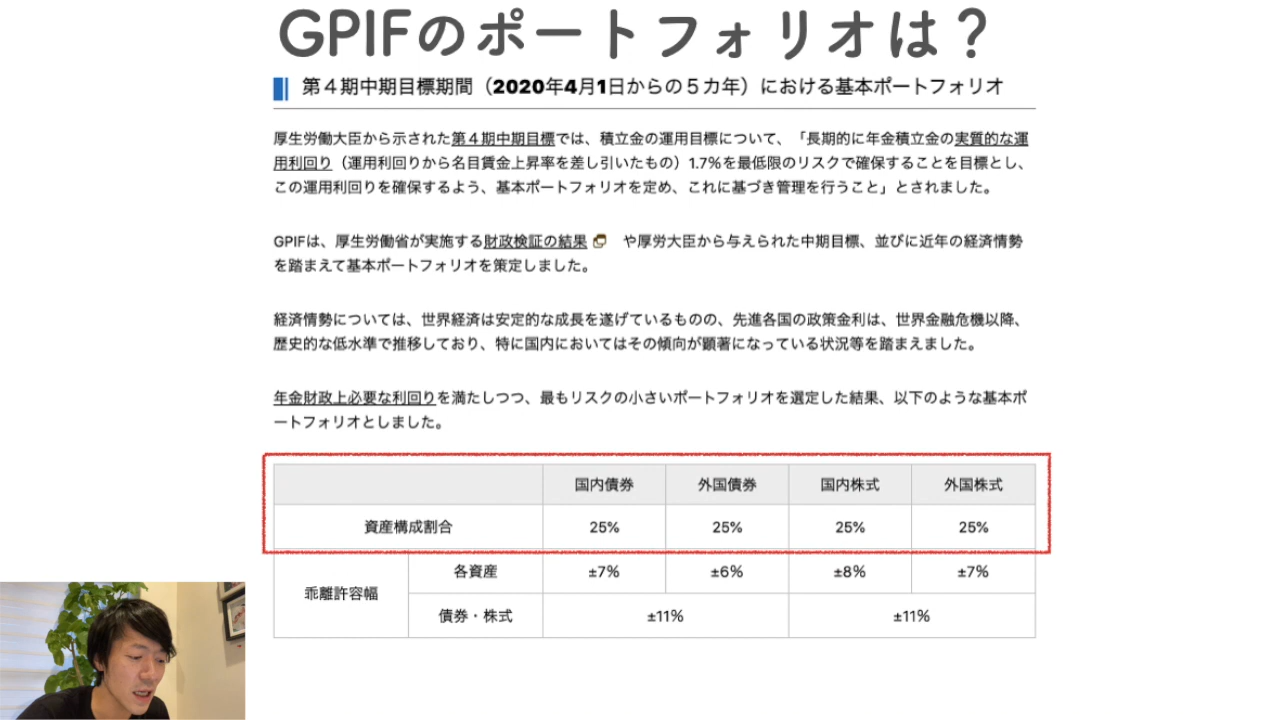 GPIFのポートフォリオは？
第４期中期目標期間（2020年4月1日からの５カ年）における基本ポートフォリオ
厚生労働大臣から示された第４期中期目標では、積立金の運用目標について、「長期的に年金積立金の実質的な運
用利回り（運用利回りから名目賃金上昇率を差し引いたもの）1.7%を最低限のリスクで確保することを目標とし、
この運用利回りを確保するよう、基本ポートフォリオを定め、これに基づき管理を行うこと」とされました。
GPIFは、厚生労働省が実施する財政検証の結果　や厚労大臣から与えられた中期目標、並びに近年の経済情勢
を踏まえて基本ポートフォリオを策定しました。
経済情勢については、世界経済は安定的な成長を遂げているものの、先進各国の政策金利は、世界金融危機以降、
歴史的な低水準で推移しており、特に国内においてはその傾向が顕著になっている状況等を踏まえました。
年金財政上必要な利回りを満たしつつ、最もリスクの小さいポートフォリオを選定した結果、以下のような基本ポ
ートフォリオとしました。
国内債券 外国債券 国内株式 外国株式
資産構成割合 25% 25% 25% 25%
乖離許容幅 各資産 ±7% ±6% ±8% ±7%
債券・株式 ±11% ±11%